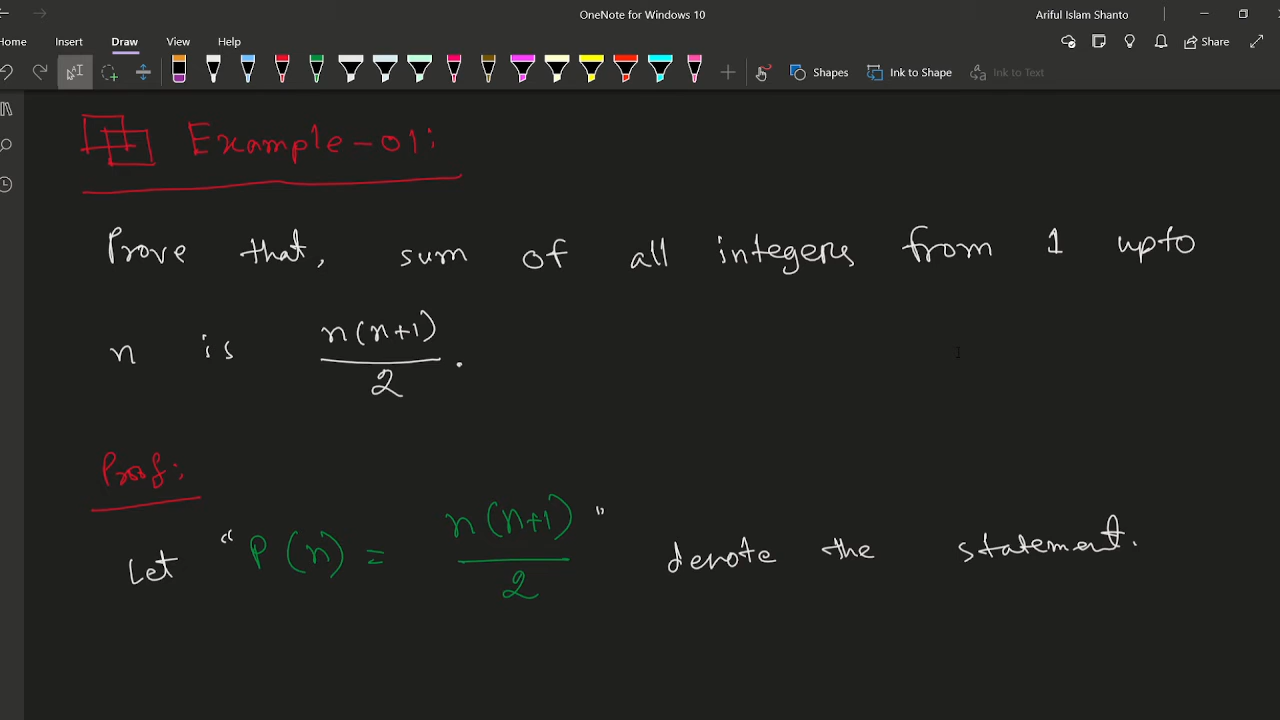 OneNote for Windows 10
Ariful Islam Shanto
Home Insert Draw View Help
Share
Shapes Ink to Shape Ink to Text
Example-01:
Prove that, sum of all integers from 1 upto
n is n(n+1)/2.
Proof:
Let "P(n) = n(n+1)/2" denote the statement.